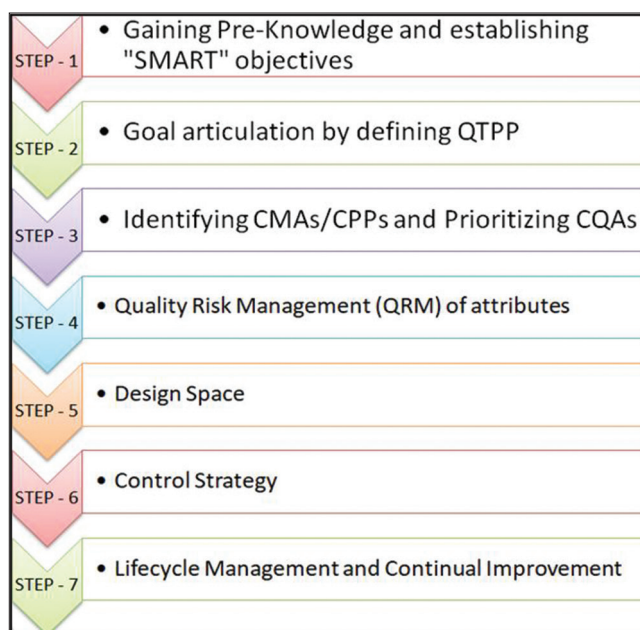 STEP - 1
• Gaining Pre-Knowledge and establishing
"SMART" objectives
STEP - 2
• Goal articulation by defining QTPP
STEP - 3
• Identifying CMAs/CPPs and Prioritizing CQAs
STEP - 4
• Quality Risk Management (QRM) of attributes
STEP - 5
• Design Space
STEP - 6
• Control Strategy
STEP - 7
• Lifecycle Management and Continual Improvement